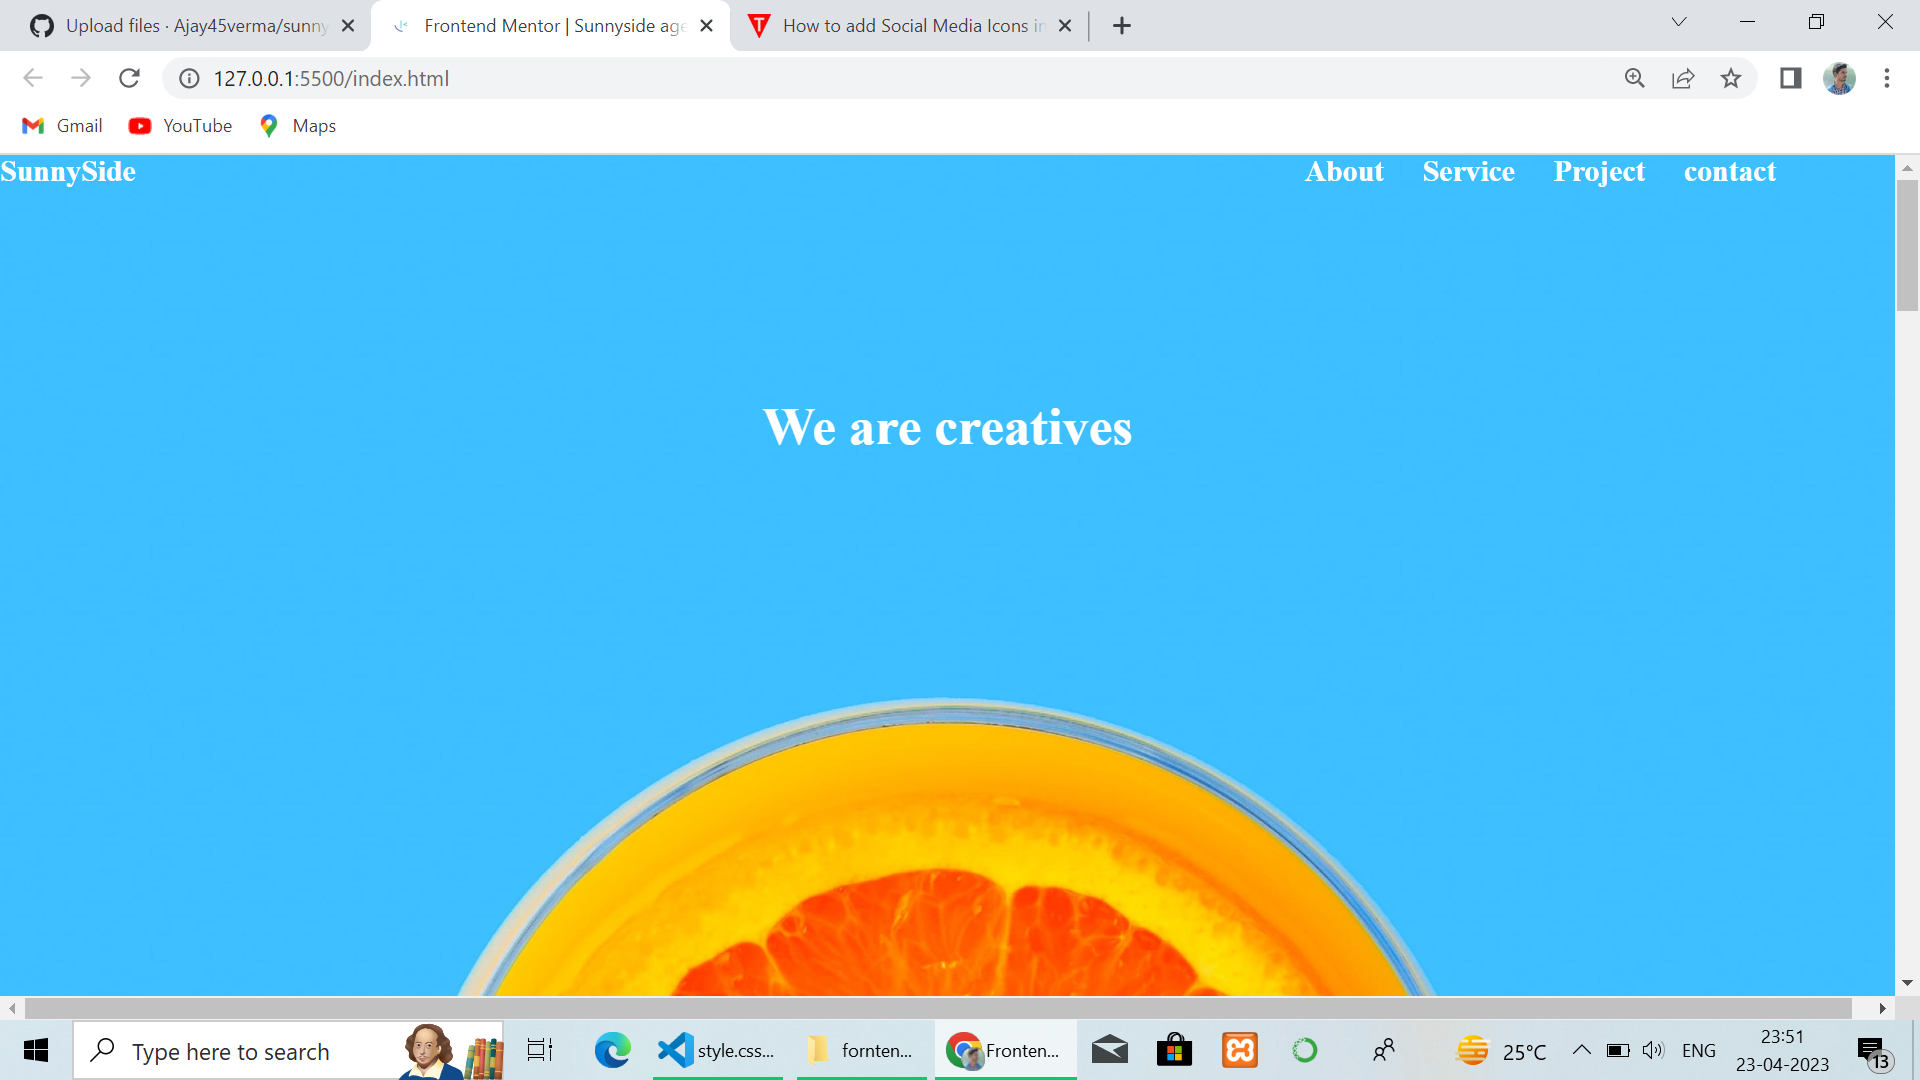 Upload files · Ajay45verma/sunny
Frontend Mentor | Sunnyside age
How to add Social Media Icons in
127.0.0.1:5500/index.html
Gmail
YouTube
Maps
SunnySide
About
Service
Project
contact
We are creatives
Type here to search
style.css...
fornten...
Fronten...
25°C
ENG
23:51
23-04-2023
13